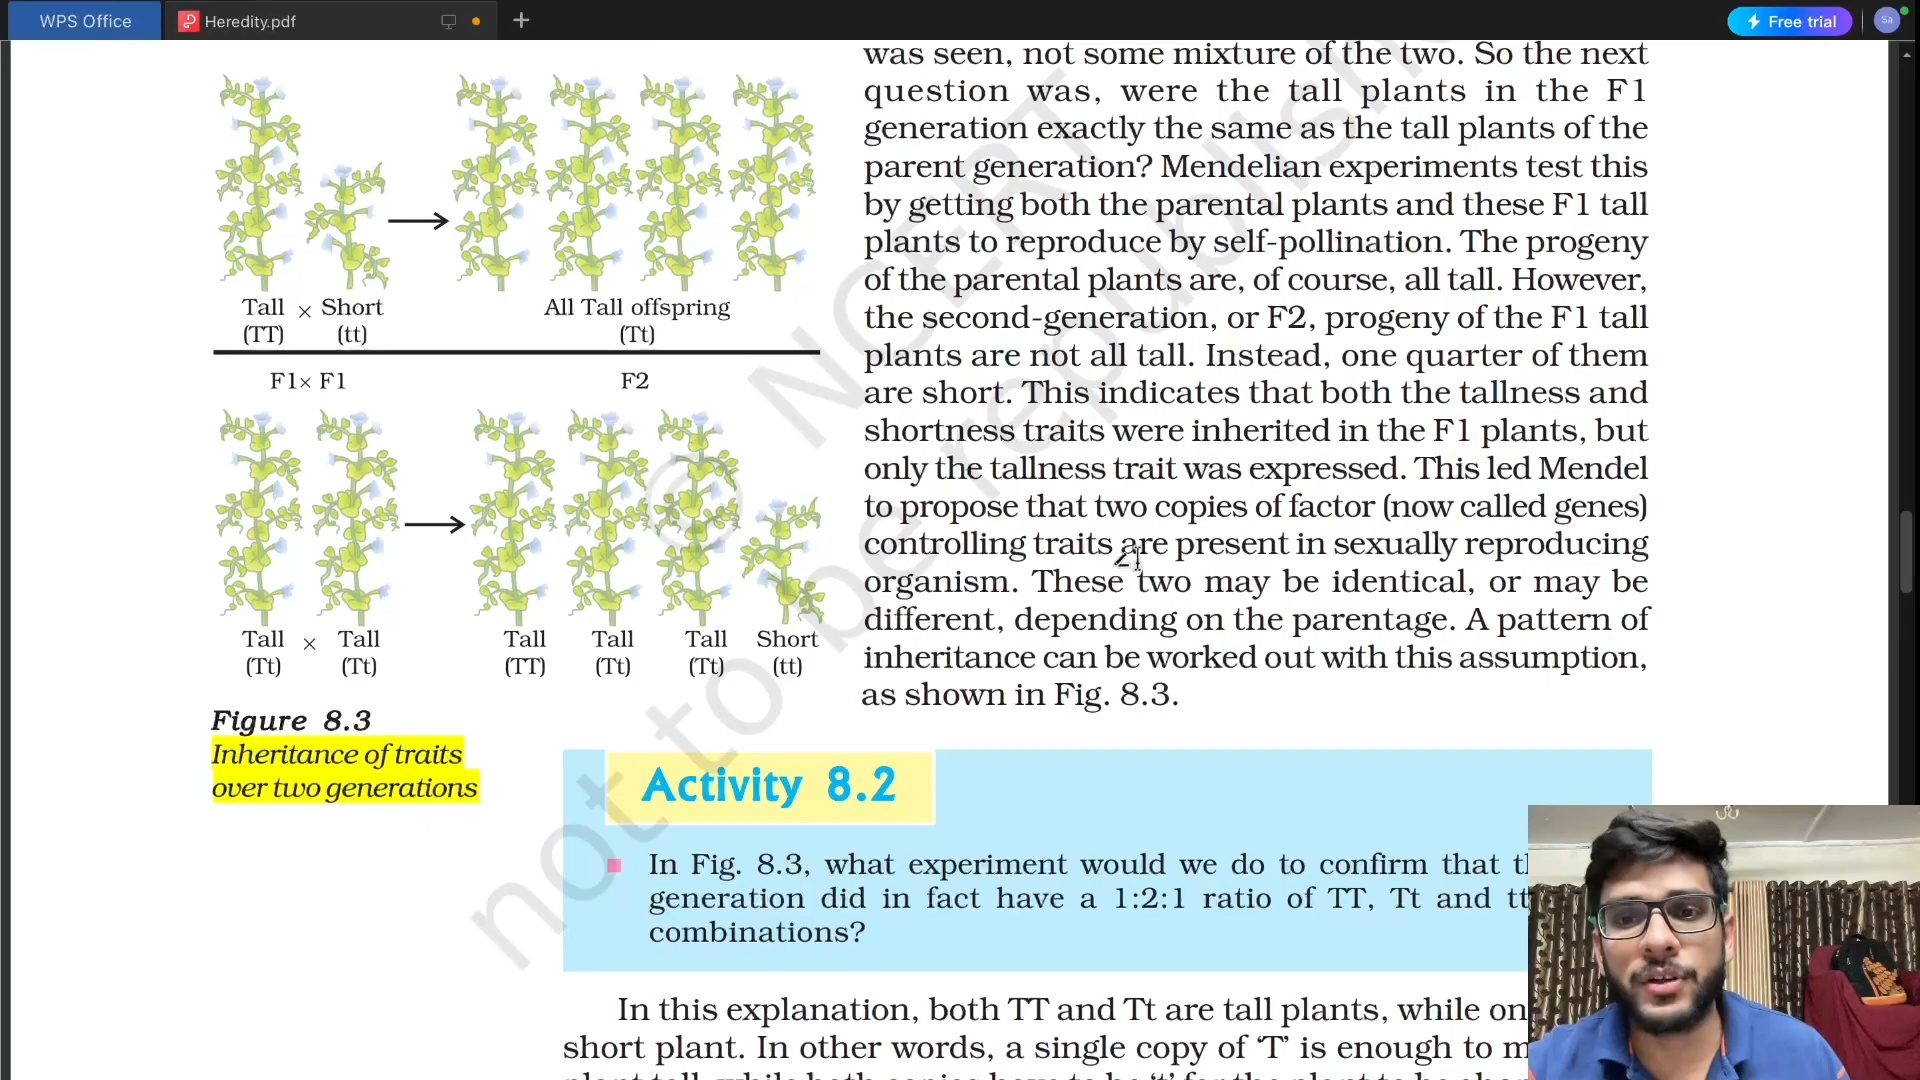 WPS Office
Heredity.pdf
Free trial
Tall × Short
(TT) (tt)
All Tall offspring
(Tt)
F1× F1
F2
Tall × Tall
(Tt) (Tt)
Tall Tall Tall Short
(TT) (Tt) (Tt) (tt)
Figure 8.3
Inheritance of traits
over two generations
was seen, not some mixture of the two. So the next
question was, were the tall plants in the F1
generation exactly the same as the tall plants of the
parent generation? Mendelian experiments test this
by getting both the parental plants and these F1 tall
plants to reproduce by self-pollination. The progeny
of the parental plants are, of course, all tall. However,
the second-generation, or F2, progeny of the F1 tall
plants are not all tall. Instead, one quarter of them
are short. This indicates that both the tallness and
shortness traits were inherited in the F1 plants, but
only the tallness trait was expressed. This led Mendel
to propose that two copies of factor (now called genes)
controlling traits are present in sexually reproducing
organism. These two may be identical, or may be
different, depending on the parentage. A pattern of
inheritance can be worked out with this assumption,
as shown in Fig. 8.3.
Activity 8.2
In Fig. 8.3, what experiment would we do to confirm that
generation did in fact have a 1:2:1 ratio of TT, Tt and tt
combinations?
In this explanation, both TT and Tt are tall plants, while
short plant. In other words, a single copy of ‘T’ is enough to
© NCERT
not to be republish